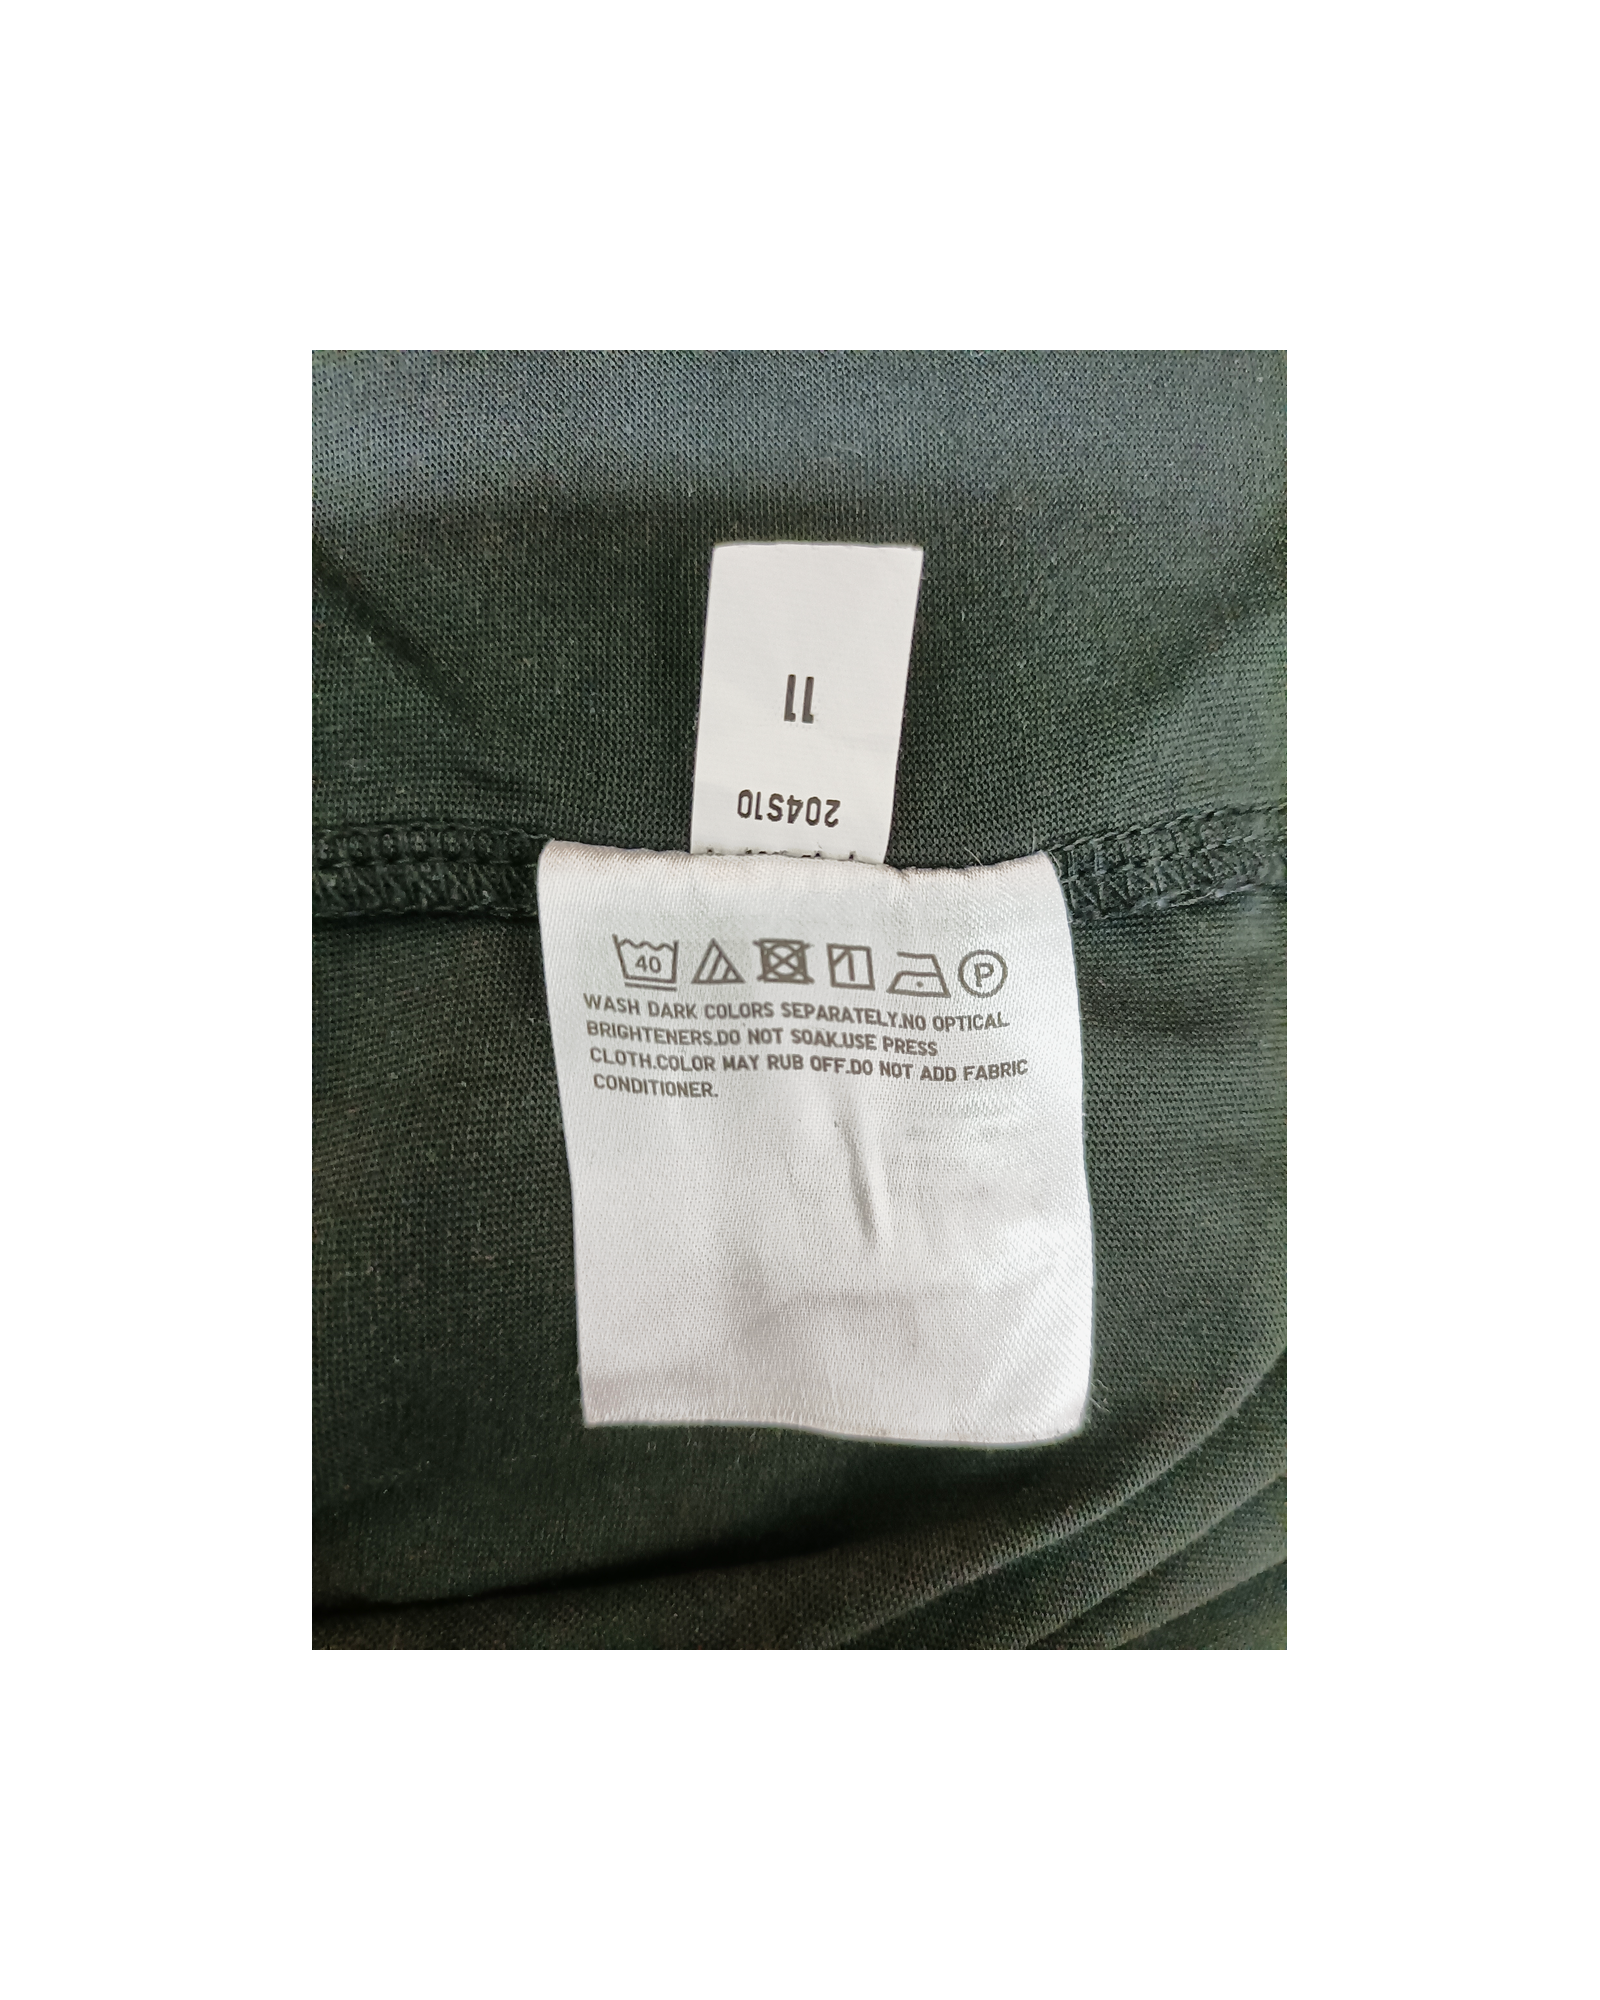 11
204S10
40
P
WASH DARK COLORS SEPARATELY.NO OPTICAL
BRIGHTENERS.DO NOT SOAK.USE PRESS
CLOTH.COLOR MAY RUB OFF.DO NOT ADD FABRIC
CONDITIONER.